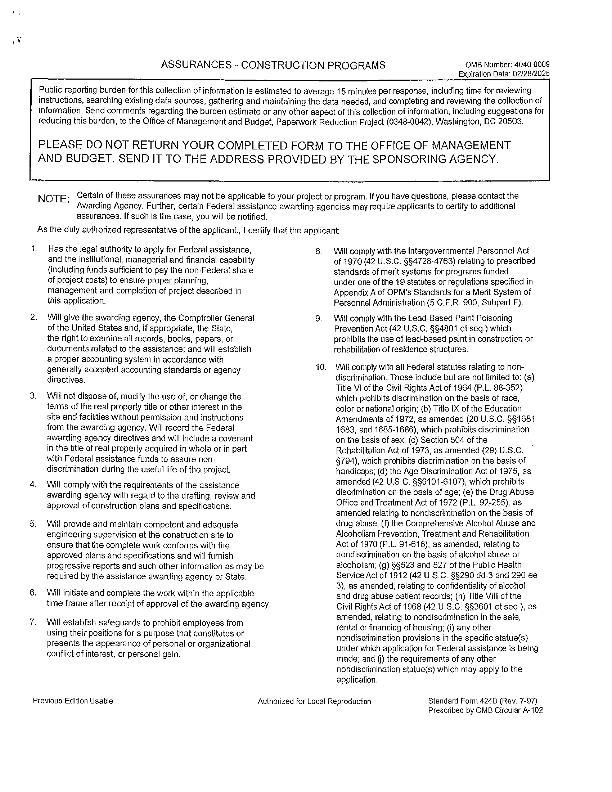 ASSURANCES - CONSTRUCTION PROGRAMS
OMB Number: 4040-0009
Expiration Date: 02/28/2025
Public reporting burden for this collection of information is estimated to average 15 minutes per response, including time for reviewing
instructions, searching existing data sources, gathering and maintaining the data needed, and completing and reviewing the collection of
information. Send comments regarding the burden estimate or any other aspect of this collection of information, including suggestions for
reducing this burden, to the Office of Management and Budget, Paperwork Reduction Project (0348-0042), Washington, DC 20503.
PLEASE DO NOT RETURN YOUR COMPLETED FORM TO THE OFFICE OF MANAGEMENT
AND BUDGET. SEND IT TO THE ADDRESS PROVIDED BY THE SPONSORING AGENCY.
NOTE: Certain of these assurances may not be applicable to your project or program. If you have questions, please contact the
Awarding Agency. Further, certain Federal assistance awarding agencies may require applicants to certify to additional
assurances. If such is the case, you will be notified.
As the duly authorized representative of the applicant, I certify that the applicant:
1. Has the legal authority to apply for Federal assistance,
and the institutional, managerial and financial capability
(including funds sufficient to pay the non-Federal share
of project costs) to ensure proper planning,
management and completion of project described in
this application.
2. Will give the awarding agency, the Comptroller General
of the United States and, if appropriate, the State,
the right to examine all records, books, papers, or
documents related to the assistance; and will establish
a proper accounting system in accordance with
generally accepted accounting standards or agency
directives.
3. Will not dispose of, modify the use of, or change the
terms of the real property title or other interest in the
site and facilities without permission and instructions
from the awarding agency. Will record the Federal
awarding agency directives and will include a covenant
in the title of real property acquired in whole or in part
with Federal assistance funds to assure non-
discrimination during the useful life of the project.
4. Will comply with the requirements of the assistance
awarding agency with regard to the drafting, review and
approval of construction plans and specifications.
5. Will provide and maintain competent and adequate
engineering supervision at the construction site to
ensure that the complete work conforms with the
approved plans and specifications and will furnish
progressive reports and such other information as may be
required by the assistance awarding agency or State.
6. Will initiate and complete the work within the applicable
time frame after receipt of approval of the awarding agency.
7. Will establish safeguards to prohibit employees from
using their positions for a purpose that constitutes or
presents the appearance of personal or organizational
conflict of interest, or personal gain.
8. Will comply with the Intergovernmental Personnel Act
of 1970 (42 U.S.C. §§4728-4763) relating to prescribed
standards of merit systems for programs funded
under one of the 19 statutes or regulations specified in
Appendix A of OPM's Standards for a Merit System of
Personnel Administration (5 C.F.R. 900, Subpart F).
9. Will comply with the Lead-Based Paint Poisoning
Prevention Act (42 U.S.C. §§4801 et seq.) which
prohibits the use of lead-based paint in construction or
rehabilitation of residence structures.
10. Will comply with all Federal statutes relating to non-
discrimination. These include but are not limited to: (a)
Title VI of the Civil Rights Act of 1964 (P.L. 88-352)
which prohibits discrimination on the basis of race,
color or national origin; (b) Title IX of the Education
Amendments of 1972, as amended (20 U.S.C. §§1681
1683, and 1685-1686), which prohibits discrimination
on the basis of sex; (c) Section 504 of the
Rehabilitation Act of 1973, as amended (29) U.S.C.
§794), which prohibits discrimination on the basis of
handicaps; (d) the Age Discrimination Act of 1975, as
amended (42 U.S.C. §§6101-6107), which prohibits
discrimination on the basis of age; (e) the Drug Abuse
Office and Treatment Act of 1972 (P.L. 92-255), as
amended relating to nondiscrimination on the basis of
drug abuse; (f) the Comprehensive Alcohol Abuse and
Alcoholism Prevention, Treatment and Rehabilitation
Act of 1970 (P.L. 91-616), as amended, relating to
nondiscrimination on the basis of alcohol abuse or
alcoholism; (g) §§523 and 527 of the Public Health
Service Act of 1912 (42 U.S.C. §§290 dd-3 and 290 ee
3), as amended, relating to confidentiality of alcohol
and drug abuse patient records; (h) Title VIII of the
Civil Rights Act of 1968 (42 U.S.C. §§3601 et seq.), as
amended, relating to nondiscrimination in the sale,
rental or financing of housing; (i) any other
nondiscrimination provisions in the specific statue(s)
under which application for Federal assistance is being
made; and (j) the requirements of any other
nondiscrimination statue(s) which may apply to the
application.
Previous Edition Usable
Authorized for Local Reproduction
Standard Form 424D (Rev. 7-97)
Prescribed by OMB Circular A-102